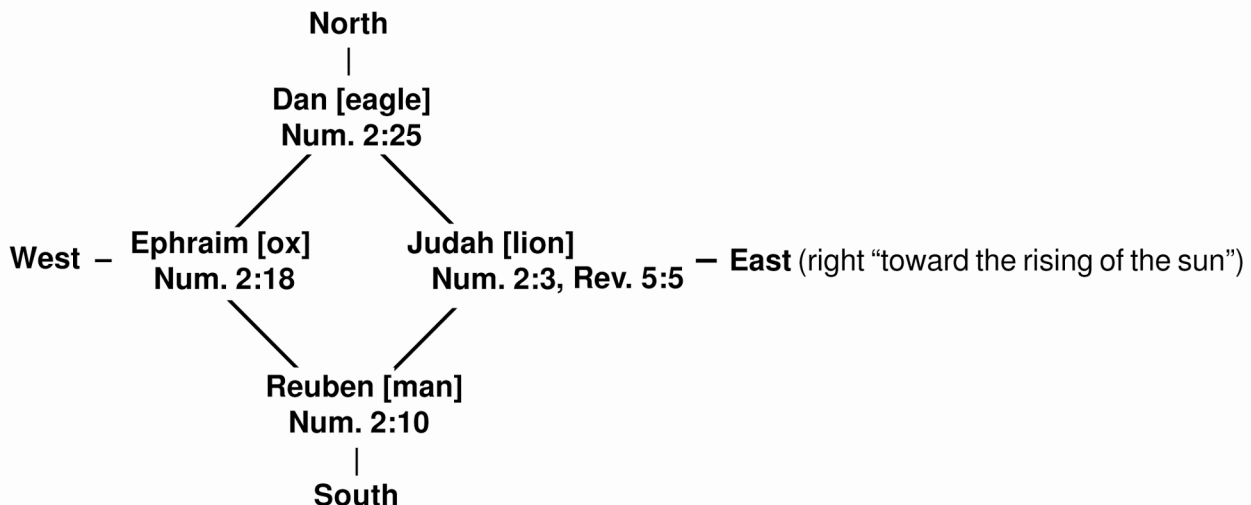 North
|
Dan [eagle]
Num. 2:25
West – Ephraim [ox] Judah [lion] – East (right “toward the rising of the sun”)
Num. 2:18 Num. 2:3, Rev. 5:5
Reuben [man]
Num. 2:10
|
South